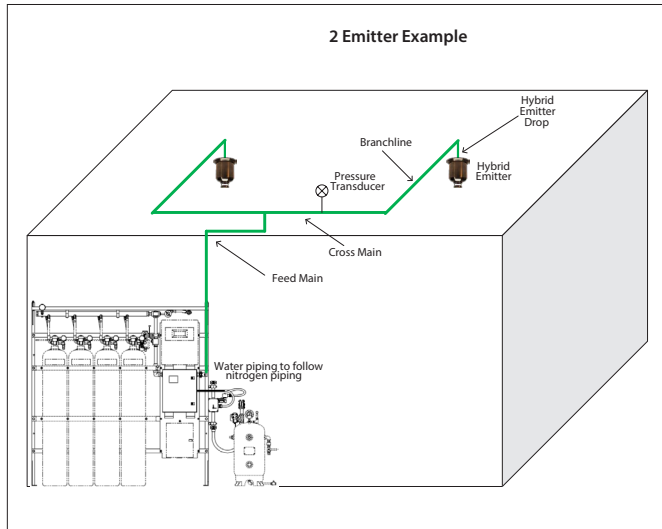 2 Emitter Example
Hybrid
Emitter
Drop
Branchline
Hybrid
Emitter
Pressure
Transducer
Cross Main
Feed Main
Water piping to follow
nitrogen piping